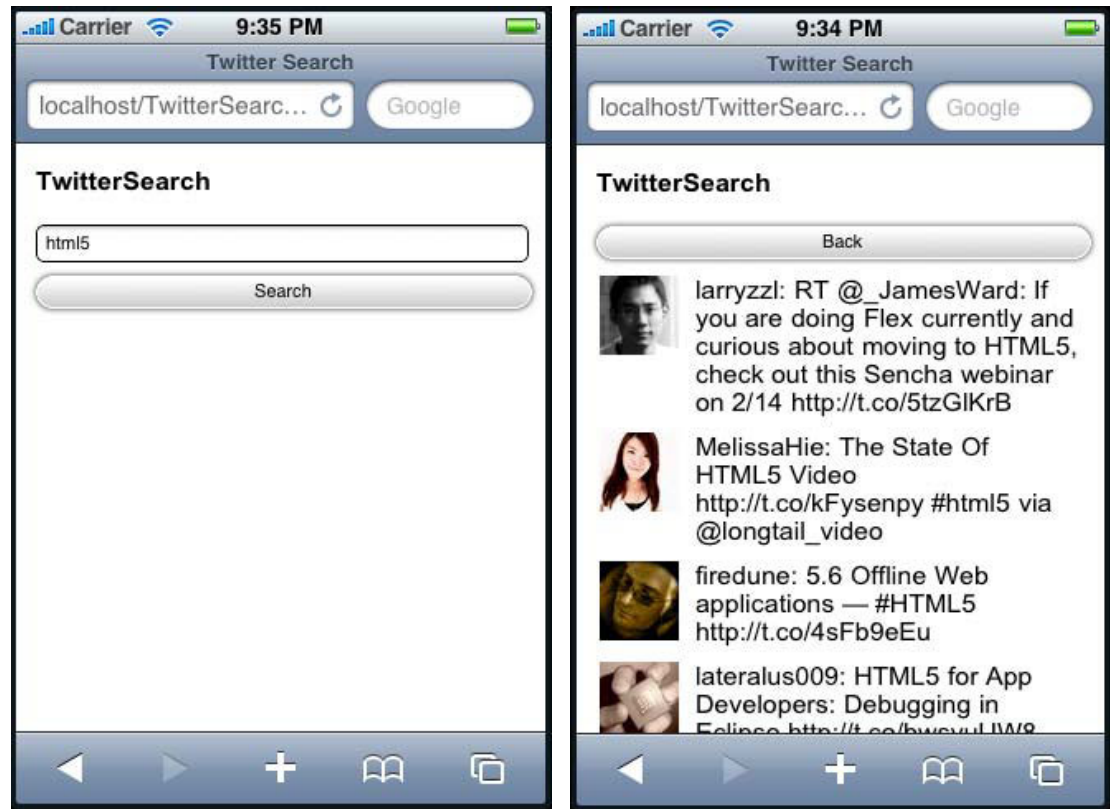 Carrier 9:35 PM
Twitter Search
localhost/TwitterSearc... Google
TwitterSearch
html5
Search
Carrier 9:34 PM
Twitter Search
localhost/TwitterSearc... Google
TwitterSearch
Back
larryzzl: RT @_JamesWard: If
you are doing Flex currently and
curious about moving to HTML5,
check out this Sencha webinar
on 2/14 http://t.co/5tzGlKrB
MelissaHie: The State Of
HTML5 Video
http://t.co/kFysenpy #html5 via
@longtail_video
firedune: 5.6 Offline Web
applications — #HTML5
http://t.co/4sFb9eEu
lateralus009: HTML5 for App
Developers: Debugging in
Eclipse